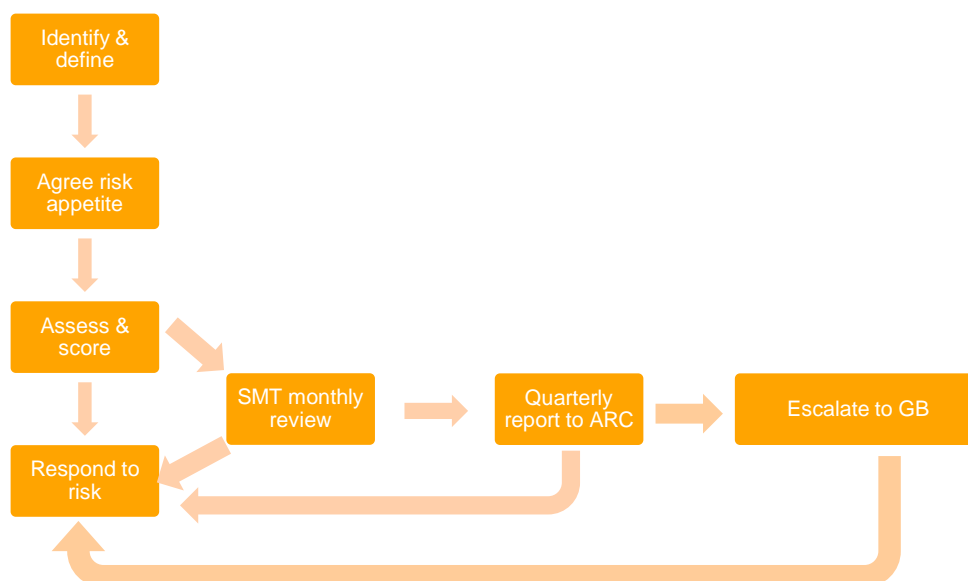 Identify &
define
Agree risk
appetite
Assess &
score
SMT monthly
review
Quarterly
report to ARC
Escalate to GB
Respond to
risk